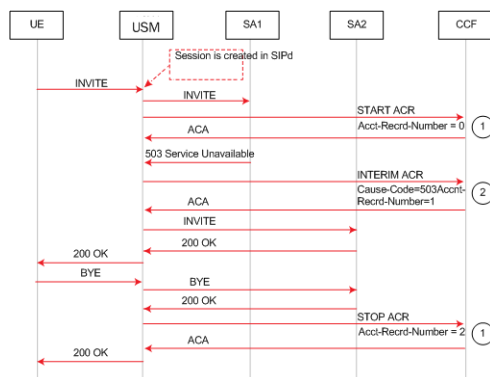 UE USM SA1 SA2 CCF
Session is created in SIPd
INVITE
INVITE
START ACR
Acct-Recrd-Number = 0
1
ACA
503 Service Unavailable
INTERIM ACR
Cause-Code=503Accnt-
Recrd-Number=1
2
ACA
INVITE
200 OK
200 OK
BYE
BYE
200 OK
STOP ACR
Acct-Recrd-Number = 2
1
ACA
200 OK